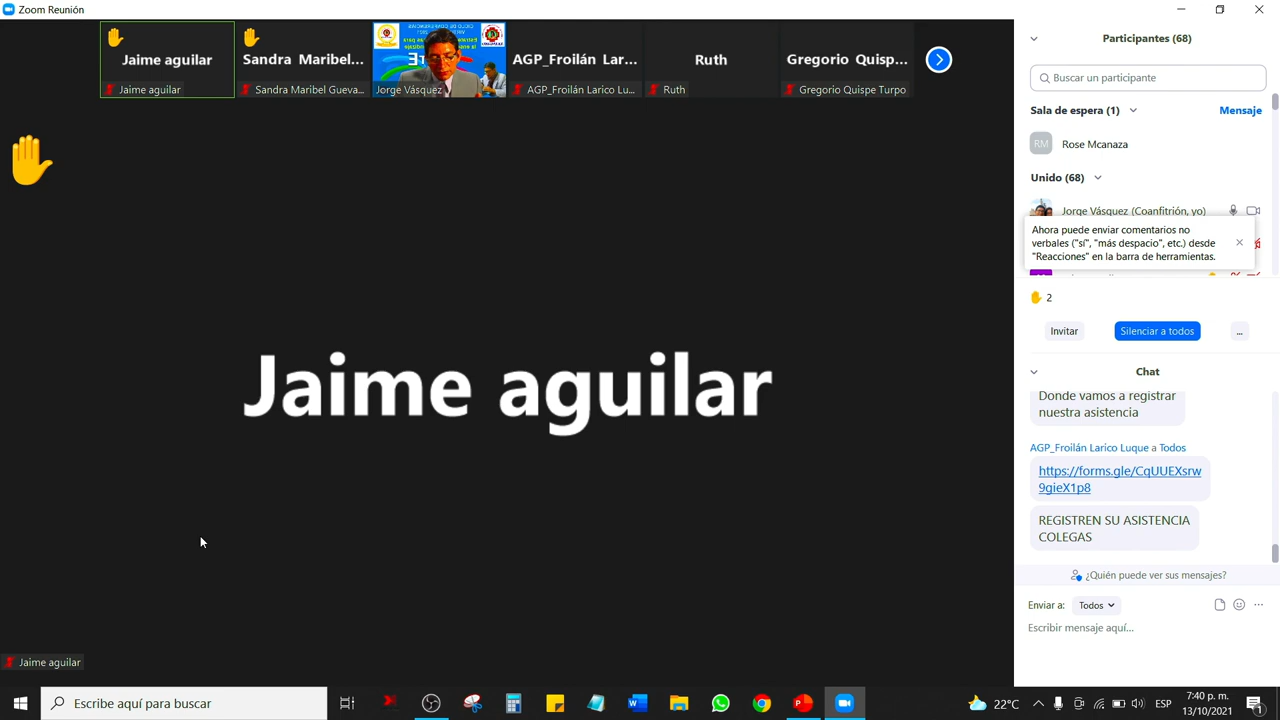 Zoom Reunión
Participantes (68)
Jaime aguilar
Sandra Maribel...
AGP_Froilán Lar...
Ruth
Gregorio Quisp...
Jaime aguilar
Sandra Maribel Gueva...
Jorge Vásquez
AGP_Froilán Larico Lu...
Ruth
Gregorio Quispe Turpo
Buscar un participante
Sala de espera (1)
Mensaje
RM
Rose Mcanaza
Unido (68)
Jorge Vásquez (Coanfitrión, yo)
Ahora puede enviar comentarios no
verbales ("sí", "más despacio", etc.) desde
"Reacciones" en la barra de herramientas.
2
Invitar
Silenciar a todos
...
Chat
Donde vamos a registrar
nuestra asistencia
AGP_Froilán Larico Luque a Todos
https://forms.gle/CqUUEXsrw
9gieX1p8
REGISTREN SU ASISTENCIA
COLEGAS
¿Quién puede ver sus mensajes?
Enviar a: Todos
Escribir mensaje aquí...
Jaime aguilar
Jaime aguilar
Escribe aquí para buscar
22°C
ESP
7:40 p. m.
13/10/2021
1